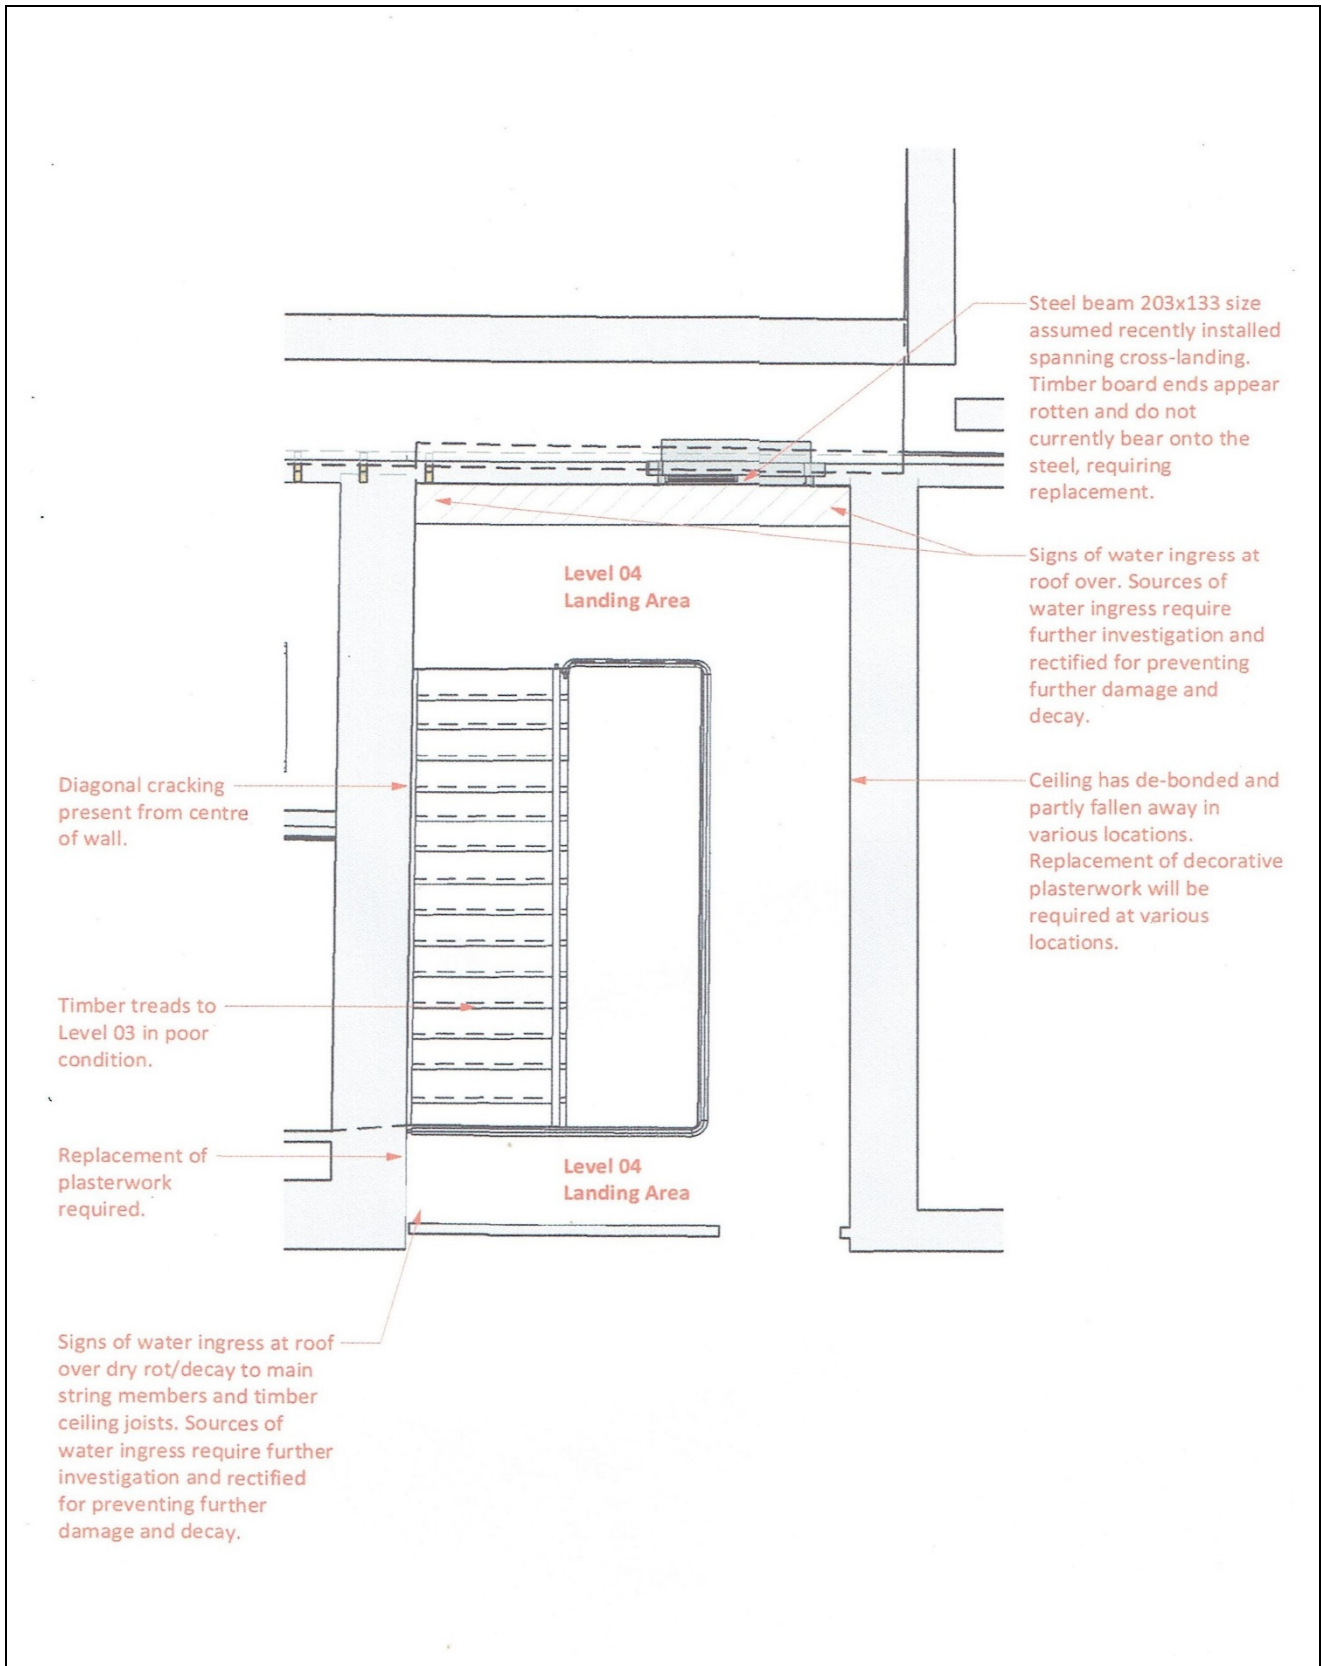 Steel beam 203x133 size
assumed recently installed
spanning cross-landing.
Timber board ends appear
rotten and do not
currently bear onto the
steel, requiring
replacement.
Signs of water ingress at
roof over. Sources of
water ingress require
further investigation and
rectified for preventing
further damage and
decay.
Level 04
Landing Area
Diagonal cracking
present from centre
of wall.
Ceiling has de-bonded and
partly fallen away in
various locations.
Replacement of decorative
plasterwork will be
required at various
locations.
Timber treads to
Level 03 in poor
condition.
Replacement of
plasterwork
required.
Level 04
Landing Area
Signs of water ingress at roof
over dry rot/decay to main
string members and timber
ceiling joists. Sources of
water ingress require further
investigation and rectified
for preventing further
damage and decay.